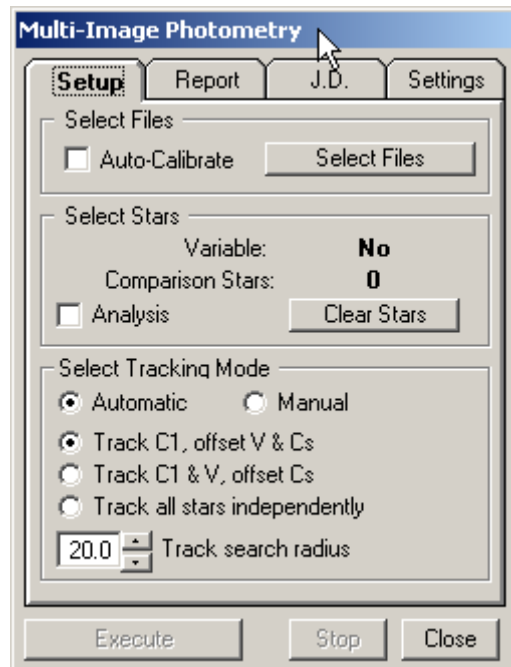 Multi-Image Photometry
Setup Report J.D. Settings
Select Files
Auto-Calibrate Select Files
Select Stars
Variable: No
Comparison Stars: 0
Analysis Clear Stars
Select Tracking Mode
Automatic Manual
Track C1, offset V & Cs
Track C1 & V, offset Cs
Track all stars independently
20.0 Track search radius
Execute Stop Close